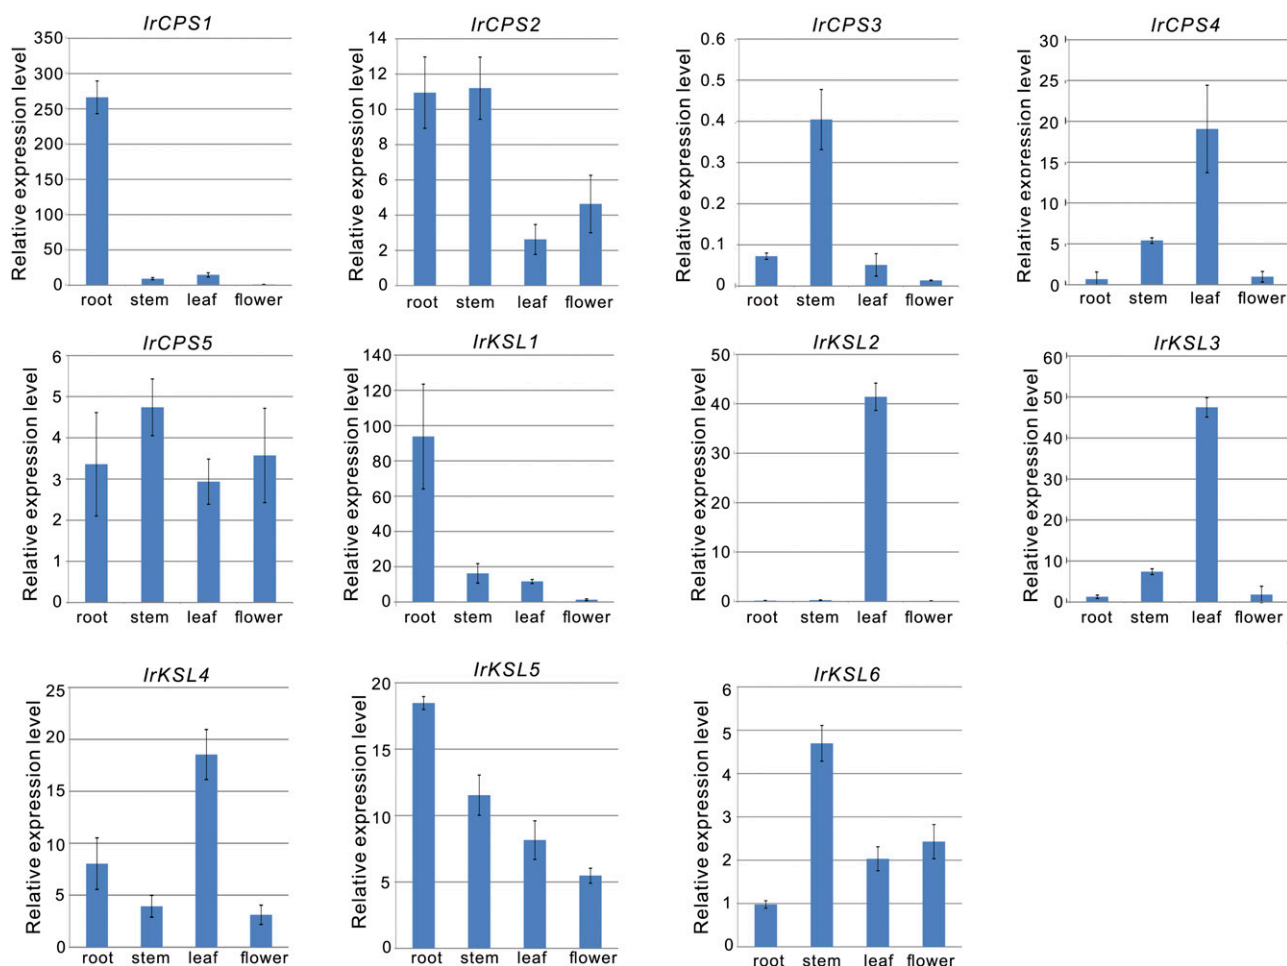 IrCPS1
Relative expression level
350
300
250
200
150
100
50
0
root stem leaf flower
IrCPS2
Relative expression level
14
12
10
8
6
4
2
0
root stem leaf flower
IrCPS3
Relative expression level
0.6
0.5
0.4
0.3
0.2
0.1
0
root stem leaf flower
IrCPS4
Relative expression level
30
25
20
15
10
5
0
root stem leaf flower
IrCPS5
Relative expression level
6
5
4
3
2
1
0
root stem leaf flower
IrKSL1
Relative expression level
140
120
100
80
60
40
20
0
root stem leaf flower
IrKSL2
Relative expression level
50
40
30
20
10
0
root stem leaf flower
IrKSL3
Relative expression level
60
50
40
30
20
10
0
root stem leaf flower
IrKSL4
Relative expression level
25
20
15
10
5
0
root stem leaf flower
IrKSL5
Relative expression level
20
15
10
5
0
root stem leaf flower
IrKSL6
Relative expression level
6
5
4
3
2
1
0
root stem leaf flower